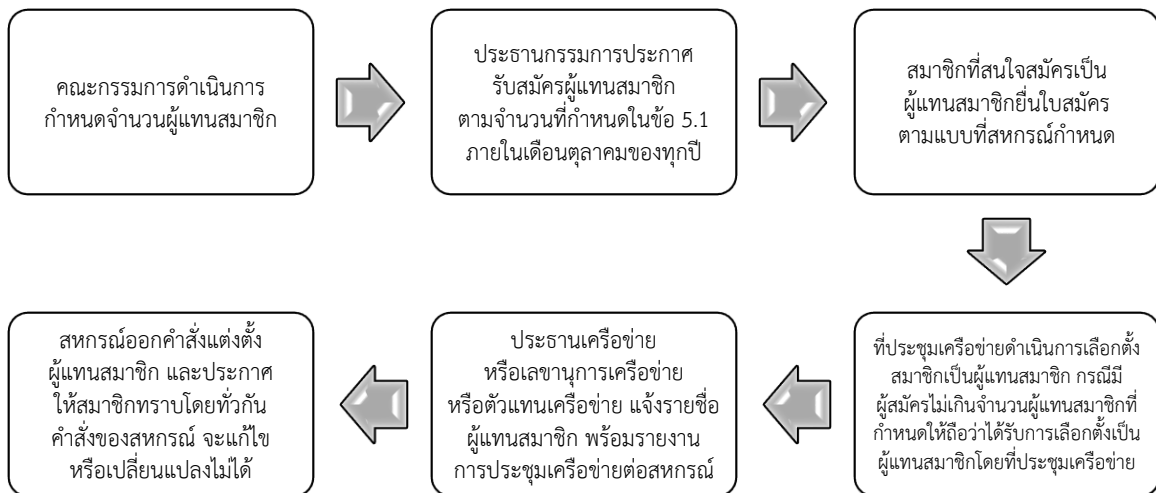 คณะกรรมการดำเนินการ
กำหนดจำนวนผู้แทนสมาชิก
ประธานกรรมการประกาศ
รับสมัครผู้แทนสมาชิก
ตามจำนวนที่กำหนดในข้อ 5.1
ภายในเดือนตุลาคมของทุกปี
สมาชิกที่สนใจสมัครเป็น
ผู้แทนสมาชิกยื่นใบสมัคร
ตามแบบที่สหกรณ์กำหนด
ที่ประชุมเครือข่ายดำเนินการเลือกตั้ง
สมาชิกเป็นผู้แทนสมาชิก กรณีมี
ผู้สมัครไม่เกินจำนวนผู้แทนสมาชิกที่
กำหนดให้ถือว่าได้รับการเลือกตั้งเป็น
ผู้แทนสมาชิกโดยที่ประชุมเครือข่าย
ประธานเครือข่าย
หรือเลขานุการเครือข่าย
หรือตัวแทนเครือข่าย แจ้งรายชื่อ
ผู้แทนสมาชิก พร้อมรายงาน
การประชุมเครือข่ายต่อสหกรณ์
สหกรณ์ออกคำสั่งแต่งตั้ง
ผู้แทนสมาชิก และประกาศ
ให้สมาชิกทราบโดยทั่วกัน
คำสั่งของสหกรณ์ จะแก้ไข
หรือเปลี่ยนแปลงไม่ได้